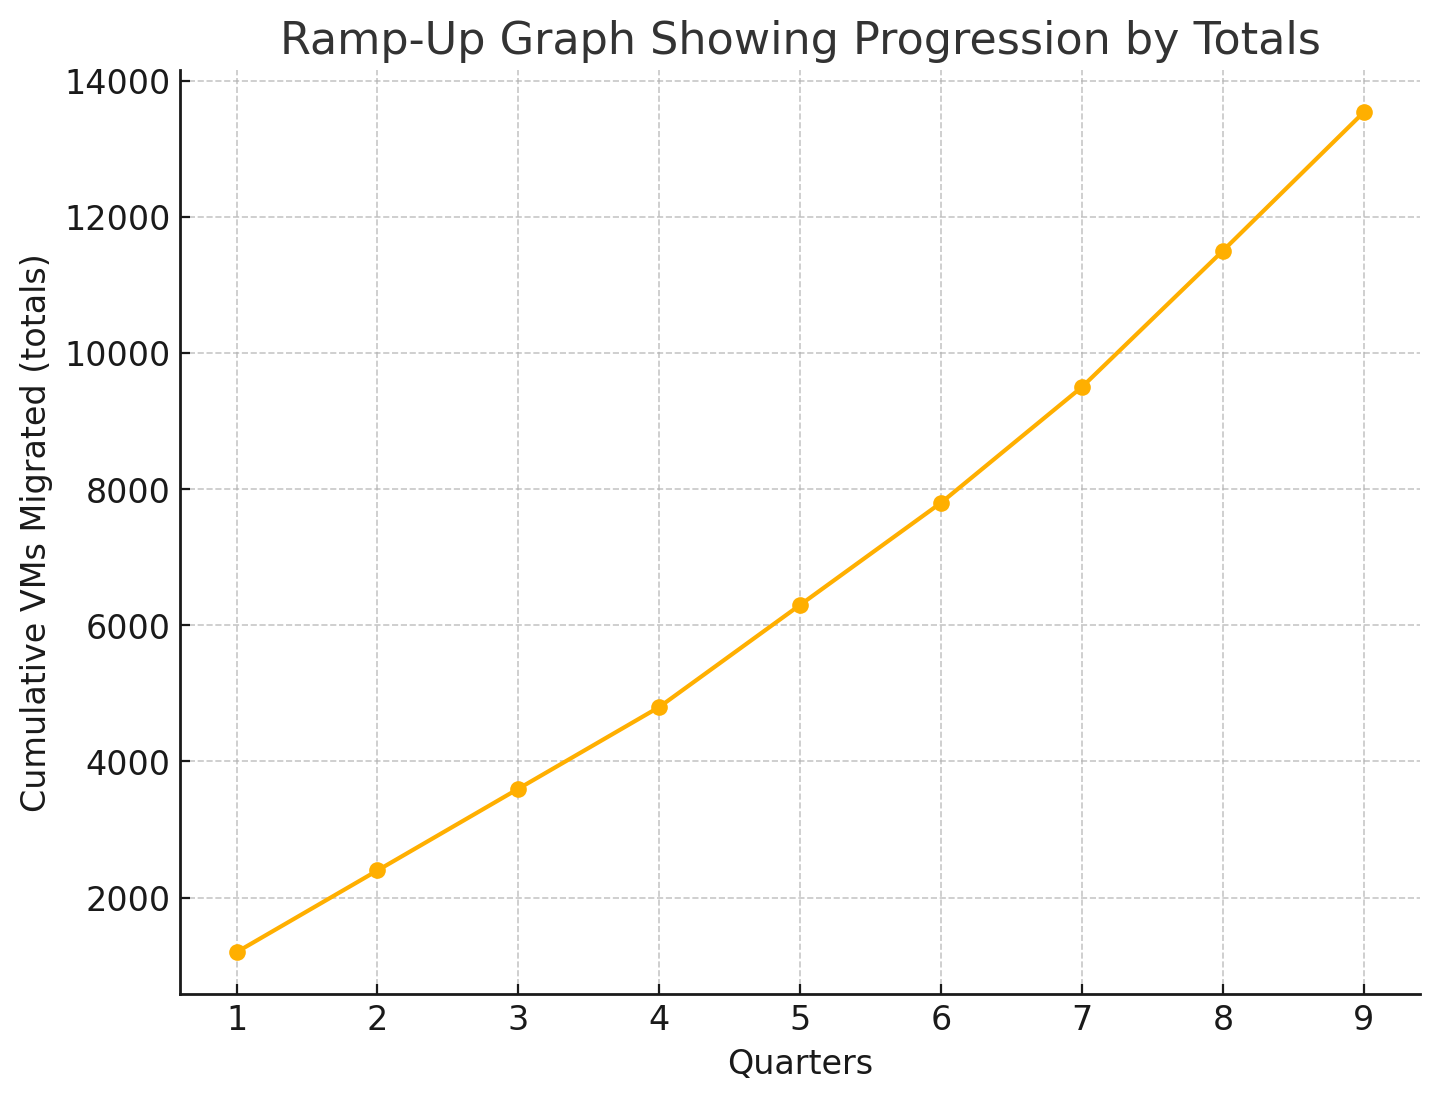 Ramp-Up Graph Showing Progression by Totals
Cumulative VMs Migrated (totals)
14000
12000
10000
8000
6000
4000
2000
1 2 3 4 5 6 7 8 9
Quarters